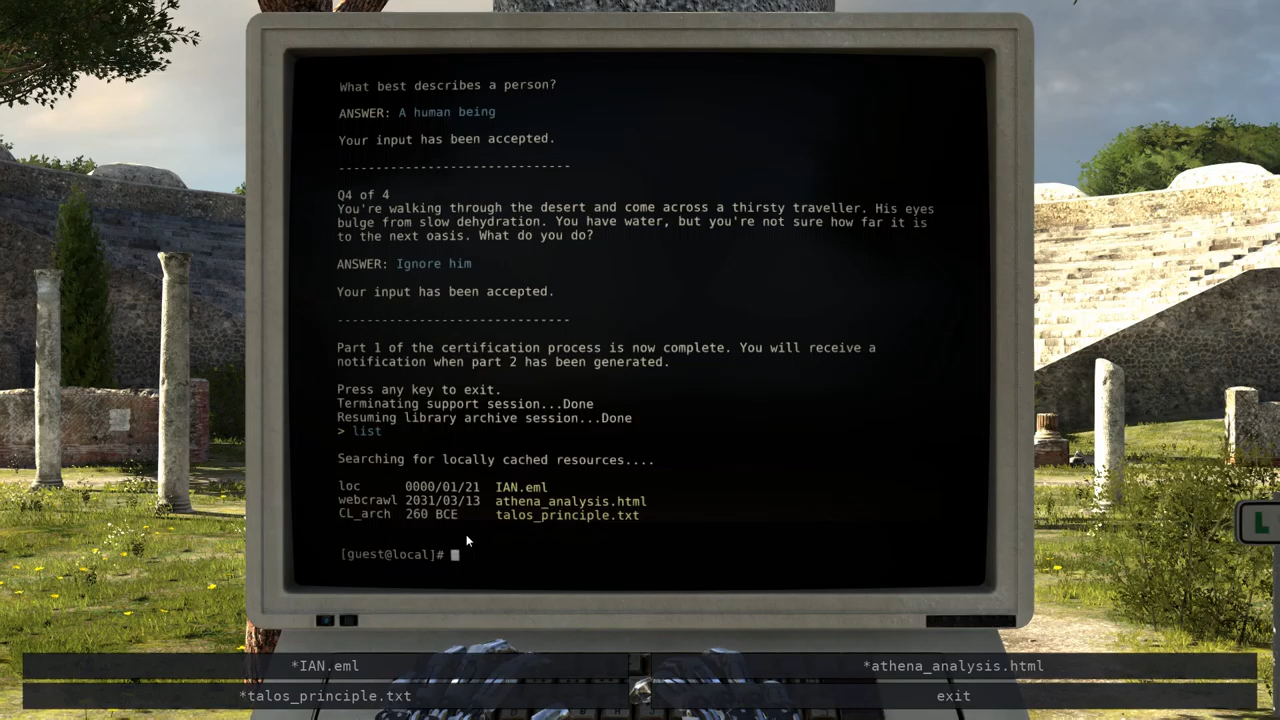 What best describes a person?
ANSWER: A human being
Your input has been accepted.
------------------------------
Q4 of 4
You're walking through the desert and come across a thirsty traveller. His eyes
bulge from slow dehydration. You have water, but you're not sure how far it is
to the next oasis. What do you do?
ANSWER: Ignore him
Your input has been accepted.
------------------------------
Part 1 of the certification process is now complete. You will receive a
notification when part 2 has been generated.
Press any key to exit.
Terminating support session...Done
Resuming library archive session...Done
> list
Searching for locally cached resources....
loc 0000/01/21 IAN.eml
webcrawl 2031/03/13 athena_analysis.html
CL_arch 260 BCE talos_principle.txt
[guest@local]#
L
*IAN.eml *athena_analysis.html
*talos_principle.txt exit